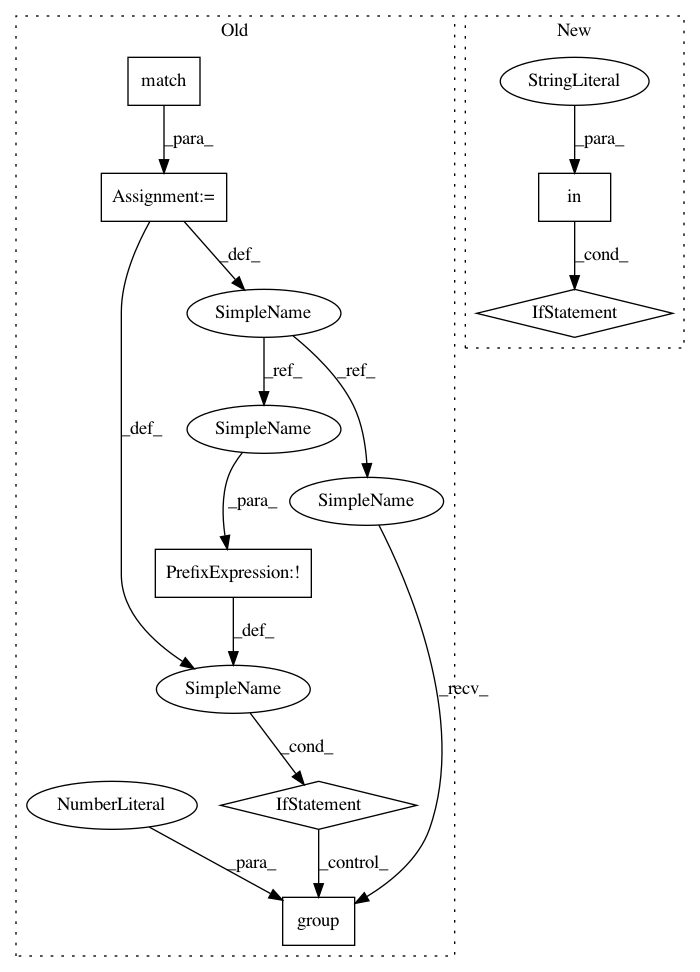 Old
New
match
StringLiteral
_para_
_para_
Assignment:=
in
_def_
_cond_
SimpleName
IfStatement
_ref_
_ref_
_def_
SimpleName
SimpleName
_para_
PrefixExpression:!
_def_
SimpleName
_recv_
_cond_
NumberLiteral
IfStatement
_para_
_control_
group